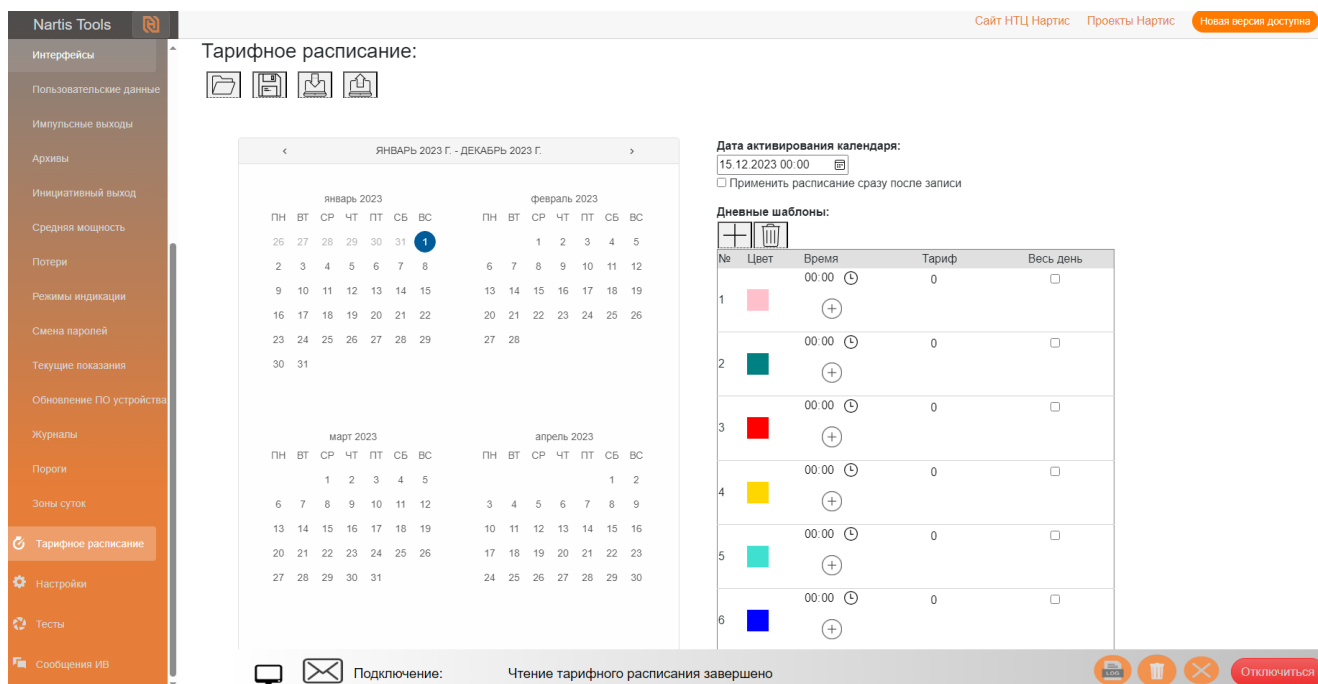 Nartis Tools
Сайт НТЦ Нартис Проекты Нартис Новая версия доступна
Интерфейсы
Пользовательские данные
Импульсные выходы
Архивы
Инициативный выход
Средняя мощность
Потери
Режимы индикации
Смена паролей
Текущие показания
Обновление ПО устройства
Журналы
Пороги
Зоны суток
Тарифное расписание
Настройки
Тесты
Сообщения ИВ
Тарифное расписание:
‹ ЯНВАРЬ 2023 Г. - ДЕКАБРЬ 2023 Г. ›
январь 2023
ПН ВТ СР ЧТ ПТ СБ ВС
26 27 28 29 30 31 1
2 3 4 5 6 7 8
9 10 11 12 13 14 15
16 17 18 19 20 21 22
23 24 25 26 27 28 29
30 31
февраль 2023
ПН ВТ СР ЧТ ПТ СБ ВС
1 2 3 4 5
6 7 8 9 10 11 12
13 14 15 16 17 18 19
20 21 22 23 24 25 26
27 28
март 2023
ПН ВТ СР ЧТ ПТ СБ ВС
1 2 3 4 5
6 7 8 9 10 11 12
13 14 15 16 17 18 19
20 21 22 23 24 25 26
27 28 29 30 31
апрель 2023
ПН ВТ СР ЧТ ПТ СБ ВС
1 2
3 4 5 6 7 8 9
10 11 12 13 14 15 16
17 18 19 20 21 22 23
24 25 26 27 28 29 30
Дата активирования календаря:
15.12.2023 00:00
Применить расписание сразу после записи
Дневные шаблоны:
№ Цвет Время Тариф Весь день
1 00:00 0
2 00:00 0
3 00:00 0
4 00:00 0
5 00:00 0
6 00:00 0
Подключение: Чтение тарифного расписания завершено
LOG
Отключиться